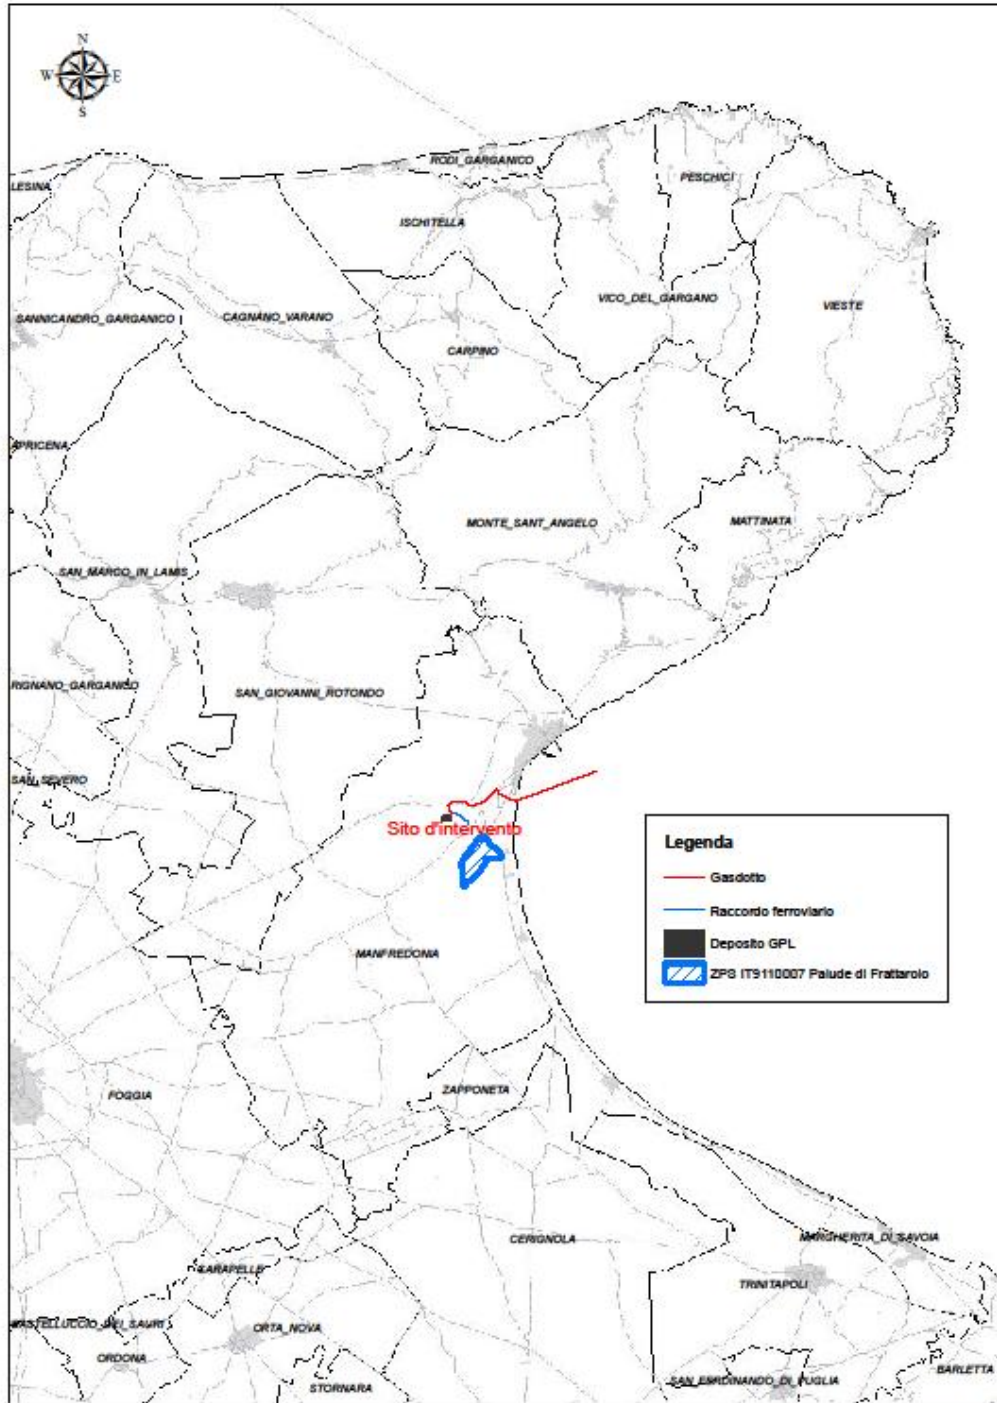 N
W E
S
RODI_GARGANICO
LESINA
PESCHICI
ISCHITELLA
VICO_DEL_GARGANO
VIESTE
SANNICANDRO_GARGANICO
CAGNANO_VARANO
CARPINO
APRICENA
MONTE_SANT_ANGELO
MATTINATA
SAN_MARCO_IN_LAMIS
RIGNANO_GARGANICO
SAN_GIOVANNI_ROTONDO
SAN_SEVERO
Sito d'intervento
Legenda
Gasdotto
Raccordo ferroviario
Deposito GPL
ZPS IT9110007 Palude di Frattarolo
MANFREDONIA
FOGGIA
ZAPPONETA
CERIGNOLA
MARGHERITA_DI_SAVOIA
CARAPELLE
TRINITAPOLI
CASTELLUCCIO_DEI_SAURI
ORTA_NOVA
ORDONA
BARLETTA
SAN_FERDINANDO_DI_PUGLIA
STORNARA